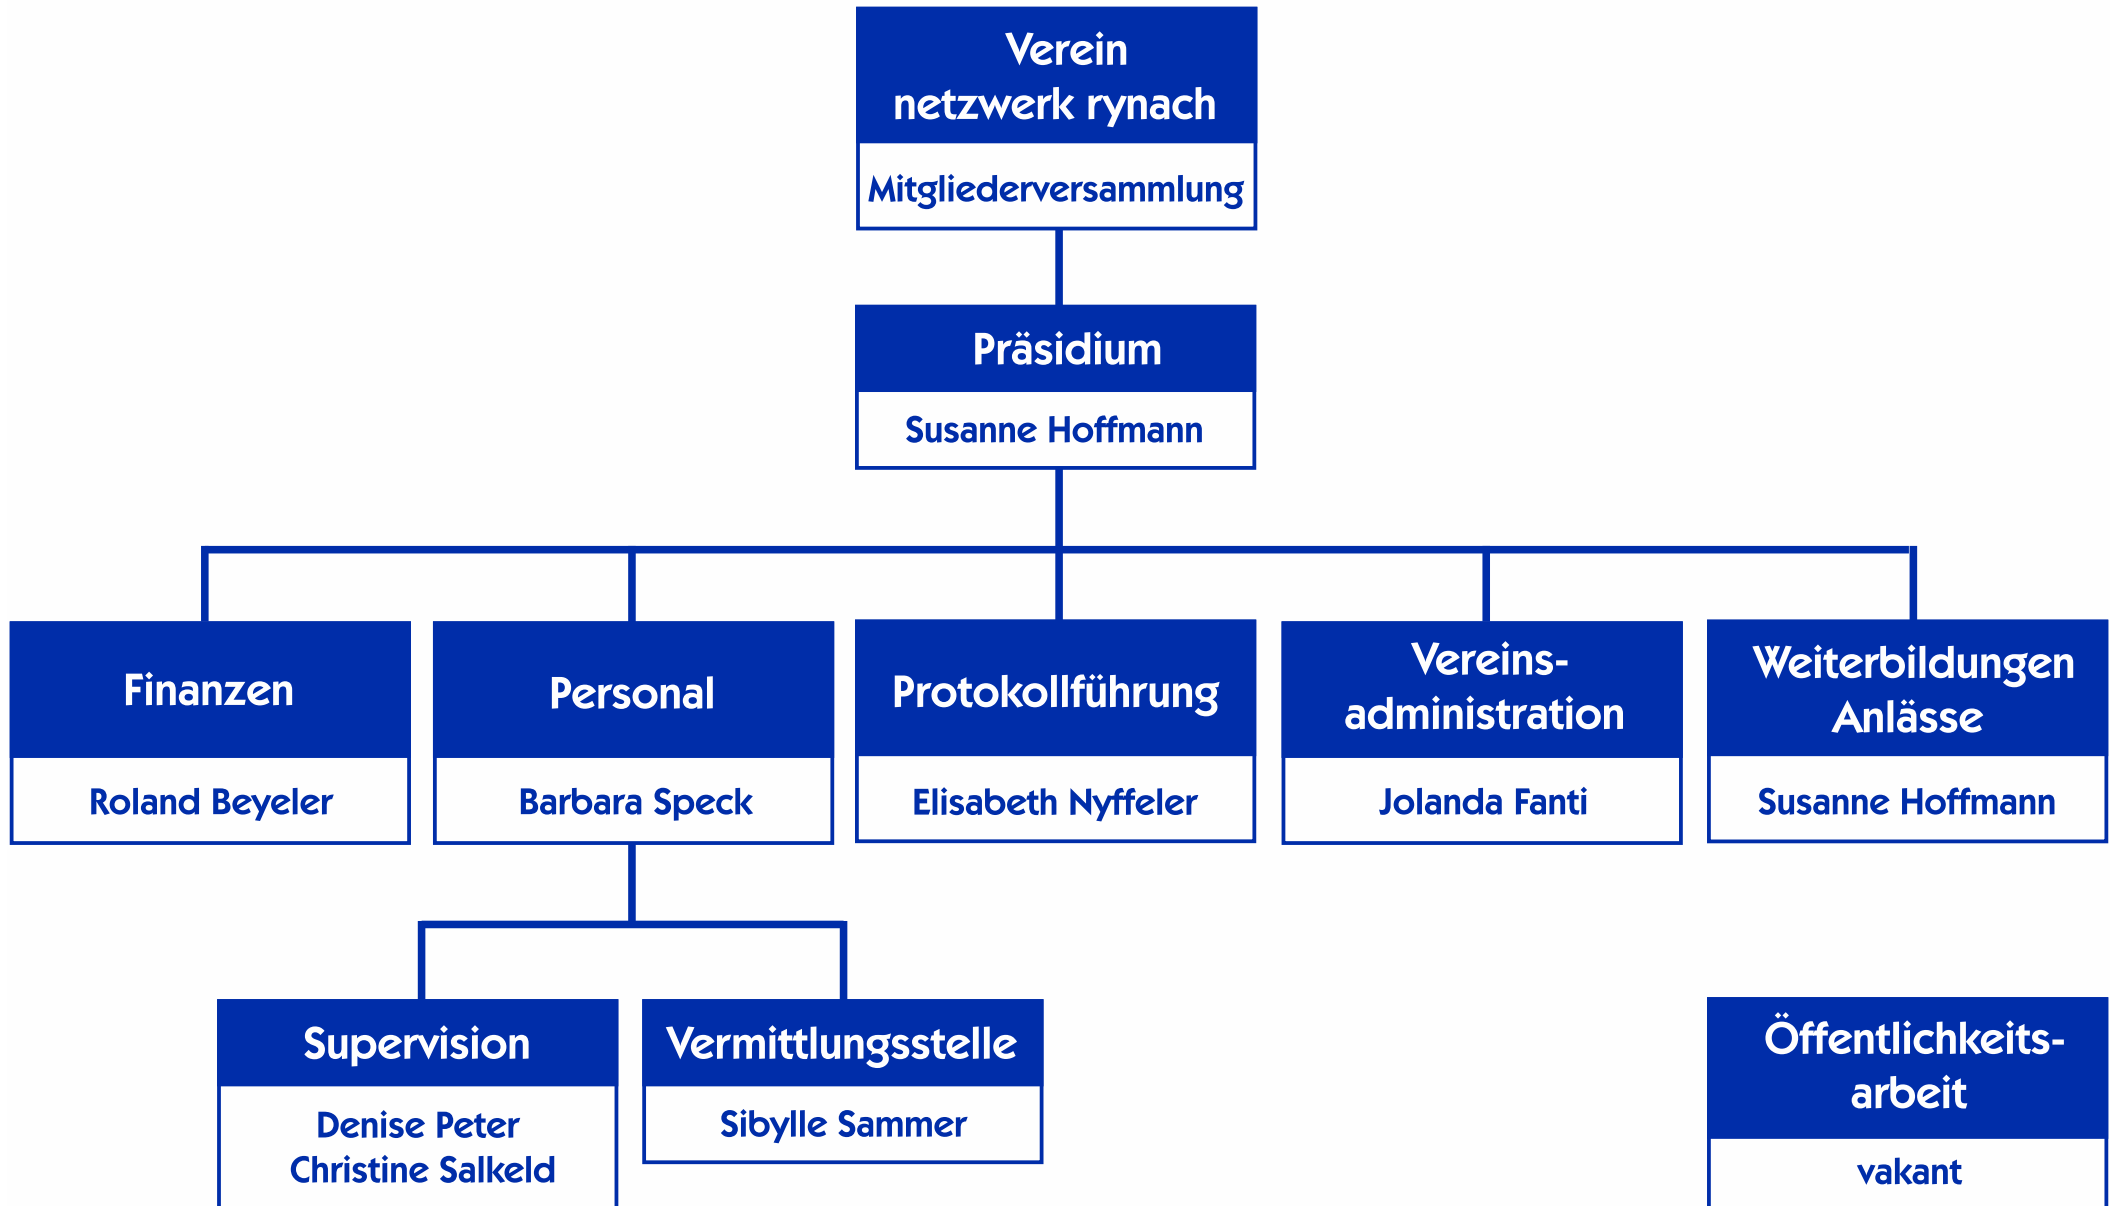 Verein
netzwerk rynach
Mitgliederversammlung
Präsidium
Susanne Hoffmann
Finanzen
Roland Beyeler
Personal
Barbara Speck
Protokollführung
Elisabeth Nyffeler
Vereins-
administration
Jolanda Fanti
Weiterbildungen
Anlässe
Susanne Hoffmann
Supervision
Denise Peter
Christine Salkeld
Vermittlungsstelle
Sibylle Sammer
Öffentlichkeits-
arbeit
vakant